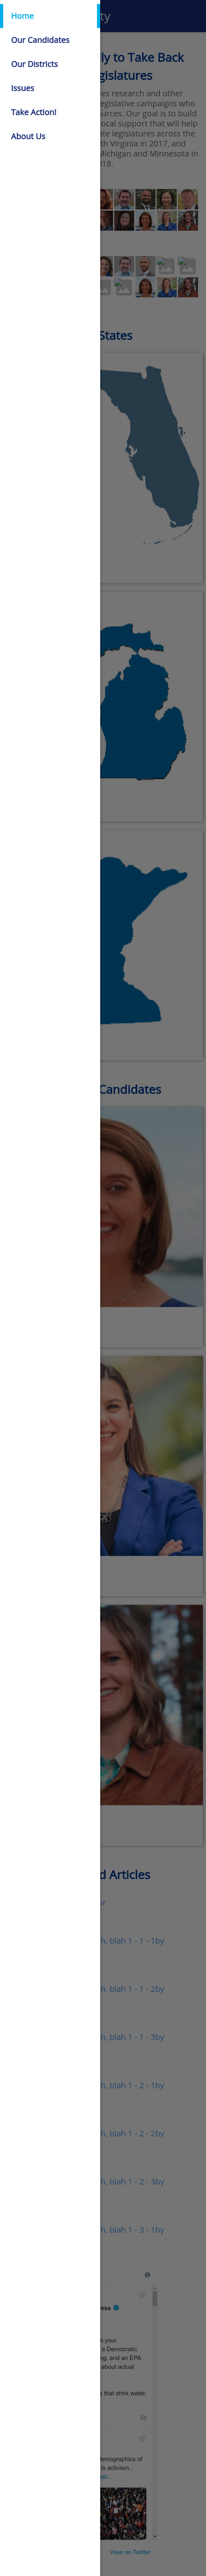 Home
ty
Our Candidates
ly to Take Back
Our Districts
egislatures
Issues
es research and other
egislative campaigns who
ources. Our goal is to build
Take Action!
ocal support that will help
ate legislatures across the
About Us
th Virginia in 2017, and
Michigan and Minnesota in
018.
States
Candidates
d Articles
h, blah 1 - 1 - 1by
h, blah 1 - 1 - 2by
h, blah 1 - 1 - 3by
h, blah 1 - 2 - 1by
h, blah 1 - 2 - 2by
h, blah 1 - 2 - 3by
h, blah 1 - 3 - 1by
ess
n your
a Democratic
ng, and an EPA
about actual
s that drink water,
demographics of
is activism...
View on Twitter